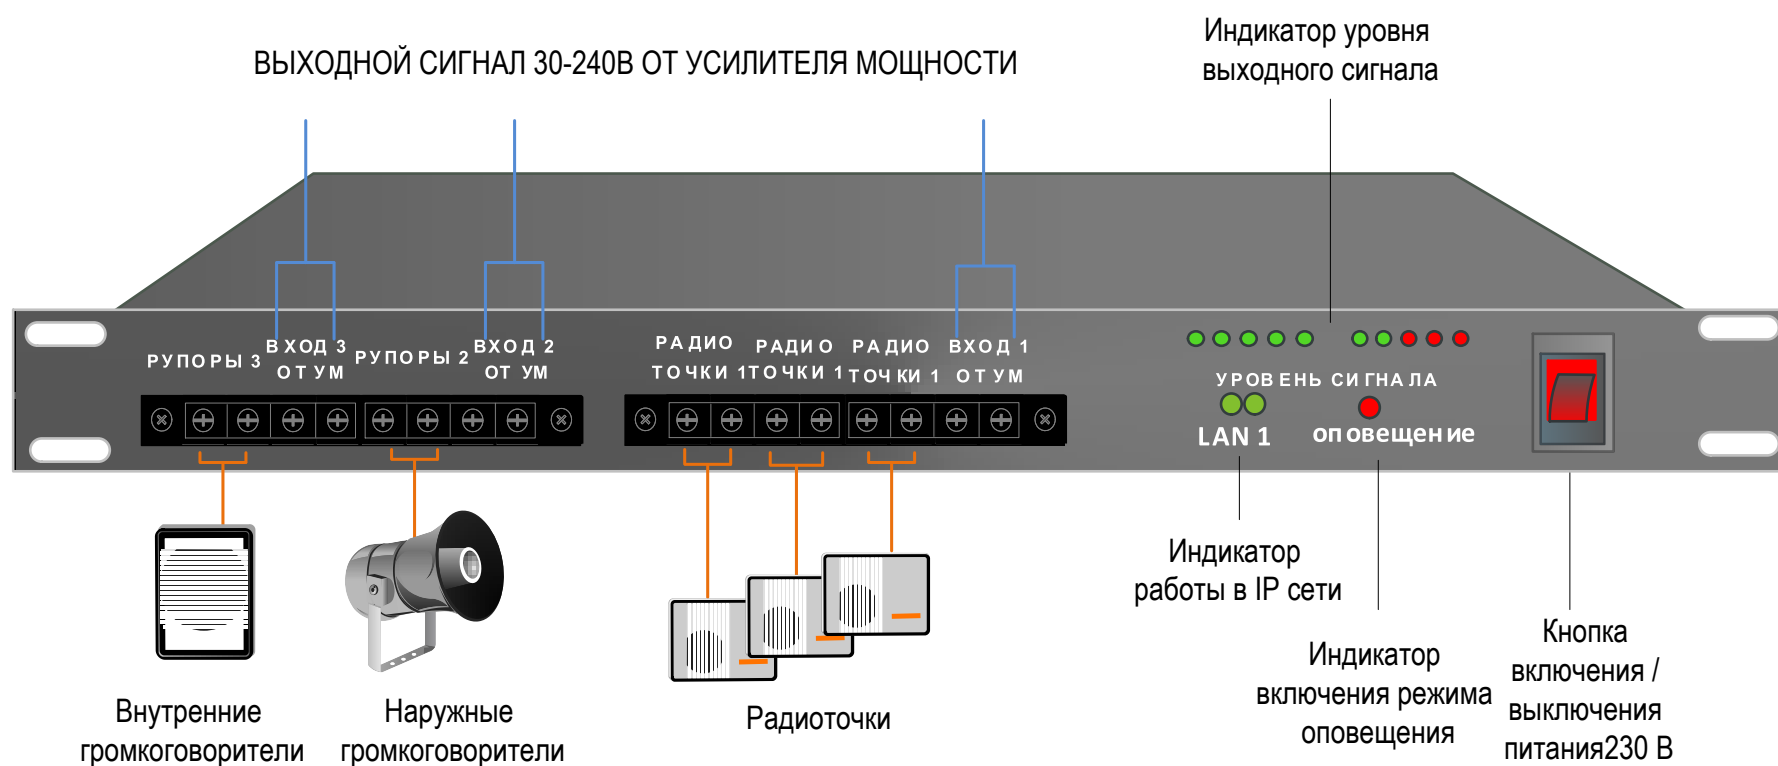 Индикатор уровня
выходного сигнала
ВЫХОДНОЙ СИГНАЛ 30-240В ОТ УСИЛИТЕЛЯ МОЩНОСТИ
РУПОРЫ 3
ВХОД 3
ОТ УМ
РУПОРЫ 2
ВХОД 2
ОТ УМ
РАДИО
ТОЧКИ 1
РАДИО
ТОЧКИ 1
РАДИО
ТОЧКИ 1
ВХОД 1
ОТ УМ
УРОВЕНЬ СИГНАЛА
LAN 1
оповещение
Индикатор
работы в IP сети
Индикатор
включения режима
оповещения
Кнопка
включения /
выключения
питания230 В
Внутренние
громкоговорители
Наружные
громкоговорители
Радиоточки